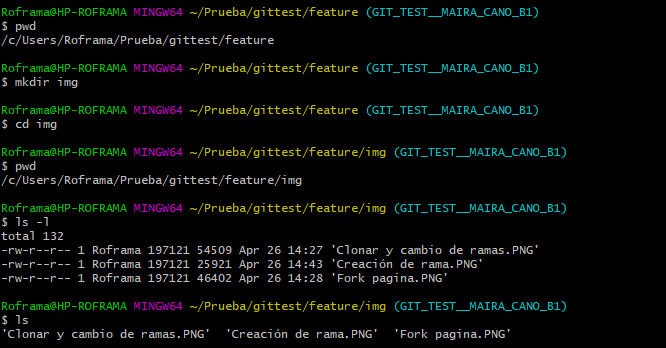 Roframa@HP-ROFRAMA MINGW64 ~/Prueba/gittest/feature (GIT_TEST__MAIRA_CANO_B1)
$ pwd
/c/Users/Roframa/Prueba/gittest/feature
Roframa@HP-ROFRAMA MINGW64 ~/Prueba/gittest/feature (GIT_TEST__MAIRA_CANO_B1)
$ mkdir img
Roframa@HP-ROFRAMA MINGW64 ~/Prueba/gittest/feature (GIT_TEST__MAIRA_CANO_B1)
$ cd img
Roframa@HP-ROFRAMA MINGW64 ~/Prueba/gittest/feature/img (GIT_TEST__MAIRA_CANO_B1)
$ pwd
/c/Users/Roframa/Prueba/gittest/feature/img
Roframa@HP-ROFRAMA MINGW64 ~/Prueba/gittest/feature/img (GIT_TEST__MAIRA_CANO_B1)
$ ls -l
total 132
-rw-r--r-- 1 Roframa 197121 54509 Apr 26 14:27 'Clonar y cambio de ramas.PNG'
-rw-r--r-- 1 Roframa 197121 25921 Apr 26 14:43 'Creación de rama.PNG'
-rw-r--r-- 1 Roframa 197121 46402 Apr 26 14:28 'Fork pagina.PNG'
Roframa@HP-ROFRAMA MINGW64 ~/Prueba/gittest/feature/img (GIT_TEST__MAIRA_CANO_B1)
$ ls
'Clonar y cambio de ramas.PNG'  'Creación de rama.PNG'  'Fork pagina.PNG'